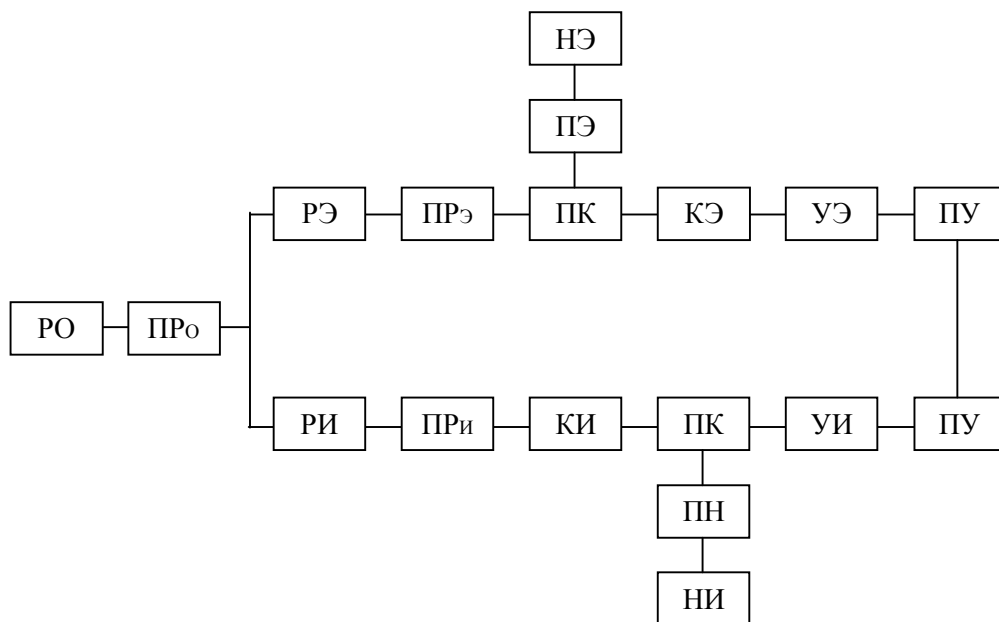 НЭ
ПЭ
РЭ ПРЭ ПК КЭ УЭ ПУ
РО ПРО
РИ ПРИ КИ ПК УИ ПУ
ПН
НИ